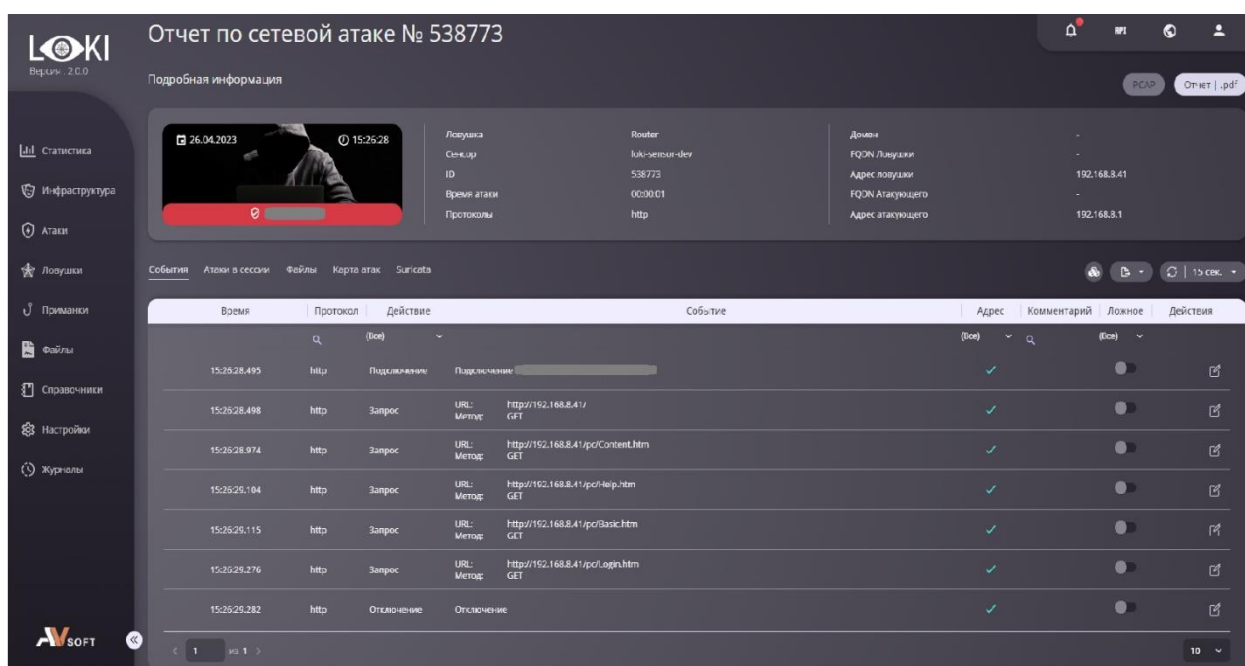 LOKI
Версия: 2.0.0
Отчет по сетевой атаке № 538773
RPZ
Подробная информация
PCAP
Отчет | .pdf
26.04.2023 15:26:28
Ловушка Router
Сенсор loki-sensor-dev
ID 538773
Время атаки 00:00:01
Протоколы http
Домен -
FQDN Ловушки -
Адрес ловушки 192.168.8.41
FQDN Атакующего -
Адрес атакующего 192.168.8.1
Статистика
Инфраструктура
Атаки
Ловушки
Приманки
Файлы
Справочники
Настройки
Журналы
События Атаки в сессии Файлы Карта атак Suricata
15 сек.
Время Протокол Действие Событие Адрес Комментарий Ложное Действия
(Все) (Все) (Все)
15:26:28.495 http Подключение Подключение
15:26:28.498 http Запрос URL: http://192.168.8.41/
Метод: GET
15:26:28.974 http Запрос URL: http://192.168.8.41/pc/Content.htm
Метод: GET
15:26:29.104 http Запрос URL: http://192.168.8.41/pc/Help.htm
Метод: GET
15:26:29.115 http Запрос URL: http://192.168.8.41/pc/Basic.htm
Метод: GET
15:26:29.276 http Запрос URL: http://192.168.8.41/pc/Login.htm
Метод: GET
15:26:29.282 http Отключение Отключение
AVSOFT
1 из 1
10